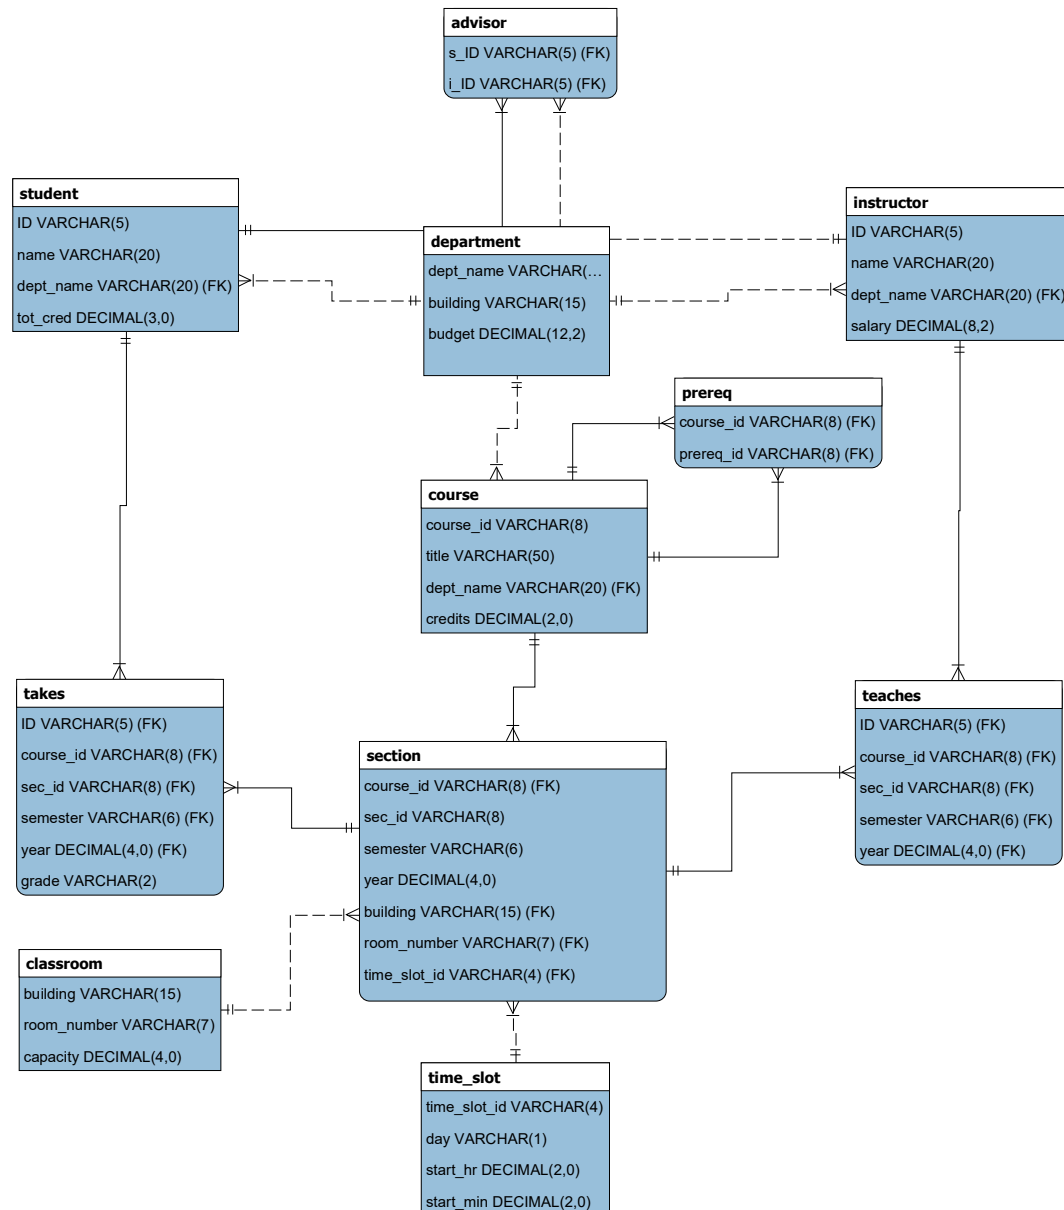 advisor
s_ID VARCHAR(5) (FK)
i_ID VARCHAR(5) (FK)
student
ID VARCHAR(5)
name VARCHAR(20)
dept_name VARCHAR(20) (FK)
tot_cred DECIMAL(3,0)
department
dept_name VARCHAR(...
building VARCHAR(15)
budget DECIMAL(12,2)
instructor
ID VARCHAR(5)
name VARCHAR(20)
dept_name VARCHAR(20) (FK)
salary DECIMAL(8,2)
prereq
course_id VARCHAR(8) (FK)
prereq_id VARCHAR(8) (FK)
course
course_id VARCHAR(8)
title VARCHAR(50)
dept_name VARCHAR(20) (FK)
credits DECIMAL(2,0)
takes
ID VARCHAR(5) (FK)
course_id VARCHAR(8) (FK)
sec_id VARCHAR(8) (FK)
semester VARCHAR(6) (FK)
year DECIMAL(4,0) (FK)
grade VARCHAR(2)
section
course_id VARCHAR(8) (FK)
sec_id VARCHAR(8)
semester VARCHAR(6)
year DECIMAL(4,0)
building VARCHAR(15) (FK)
room_number VARCHAR(7) (FK)
time_slot_id VARCHAR(4) (FK)
teaches
ID VARCHAR(5) (FK)
course_id VARCHAR(8) (FK)
sec_id VARCHAR(8) (FK)
semester VARCHAR(6) (FK)
year DECIMAL(4,0) (FK)
classroom
building VARCHAR(15)
room_number VARCHAR(7)
capacity DECIMAL(4,0)
time_slot
time_slot_id VARCHAR(4)
day VARCHAR(1)
start_hr DECIMAL(2,0)
start_min DECIMAL(2,0)